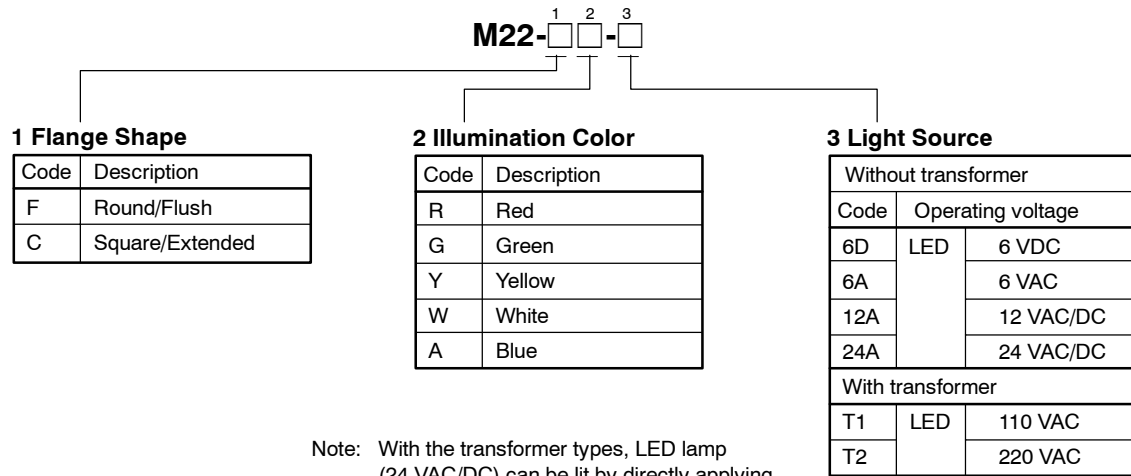 M22-□□-□
1 2 3
1 Flange Shape
Code Description
F Round/Flush
C Square/Extended
2 Illumination Color
Code Description
R Red
G Green
Y Yellow
W White
A Blue
3 Light Source
Without transformer
Code Operating voltage
6D LED 6 VDC
6A 6 VAC
12A 12 VAC/DC
24A 24 VAC/DC
With transformer
T1 LED 110 VAC
T2 220 VAC
Note: With the transformer types, LED lamp
(24 VAC/DC) can be lit by directly applying